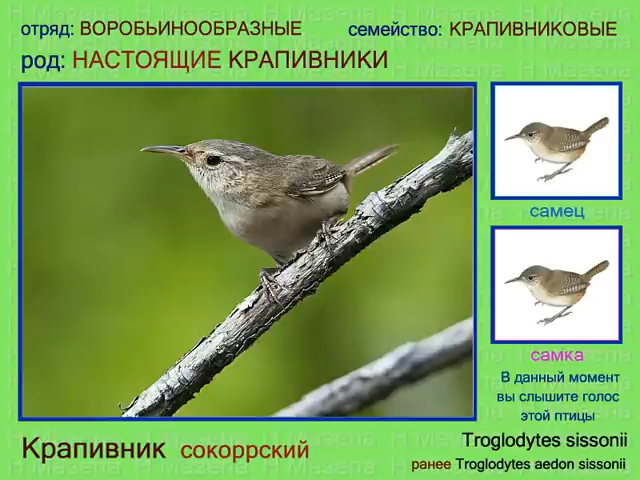 отряд: ВОРОБЬИНООБРАЗНЫЕ семейство: КРАПИВНИКОВЫЕ
род: НАСТОЯЩИЕ КРАПИВНИКИ
самец
самка
В данный момент
вы слышите голос
этой птицы
Крапивник сокоррский
Troglodytes sissonii
ранее Troglodytes aedon sissonii